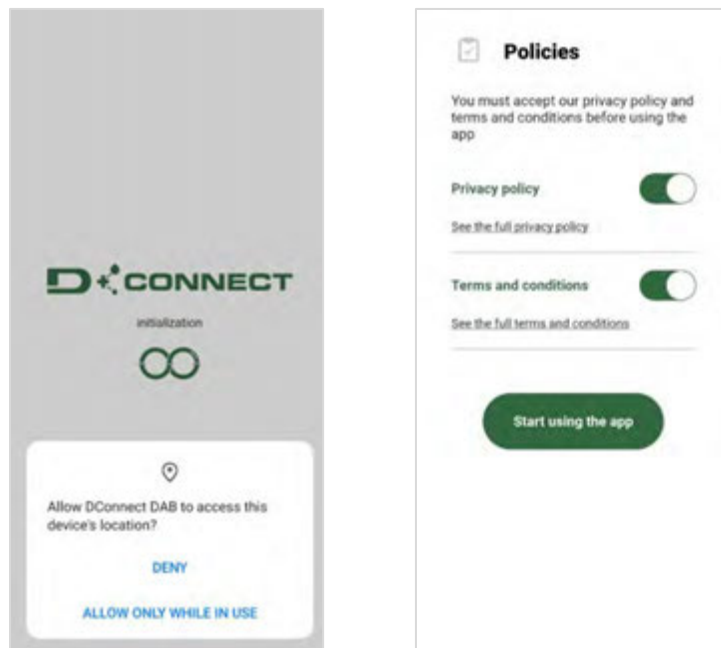 D+CONNECT
initialization
Allow DConnect DAB to access this
device's location?
DENY
ALLOW ONLY WHILE IN USE
Policies
You must accept our privacy policy and
terms and conditions before using the
app
Privacy policy
See the full privacy policy
Terms and conditions
See the full terms and conditions
Start using the app